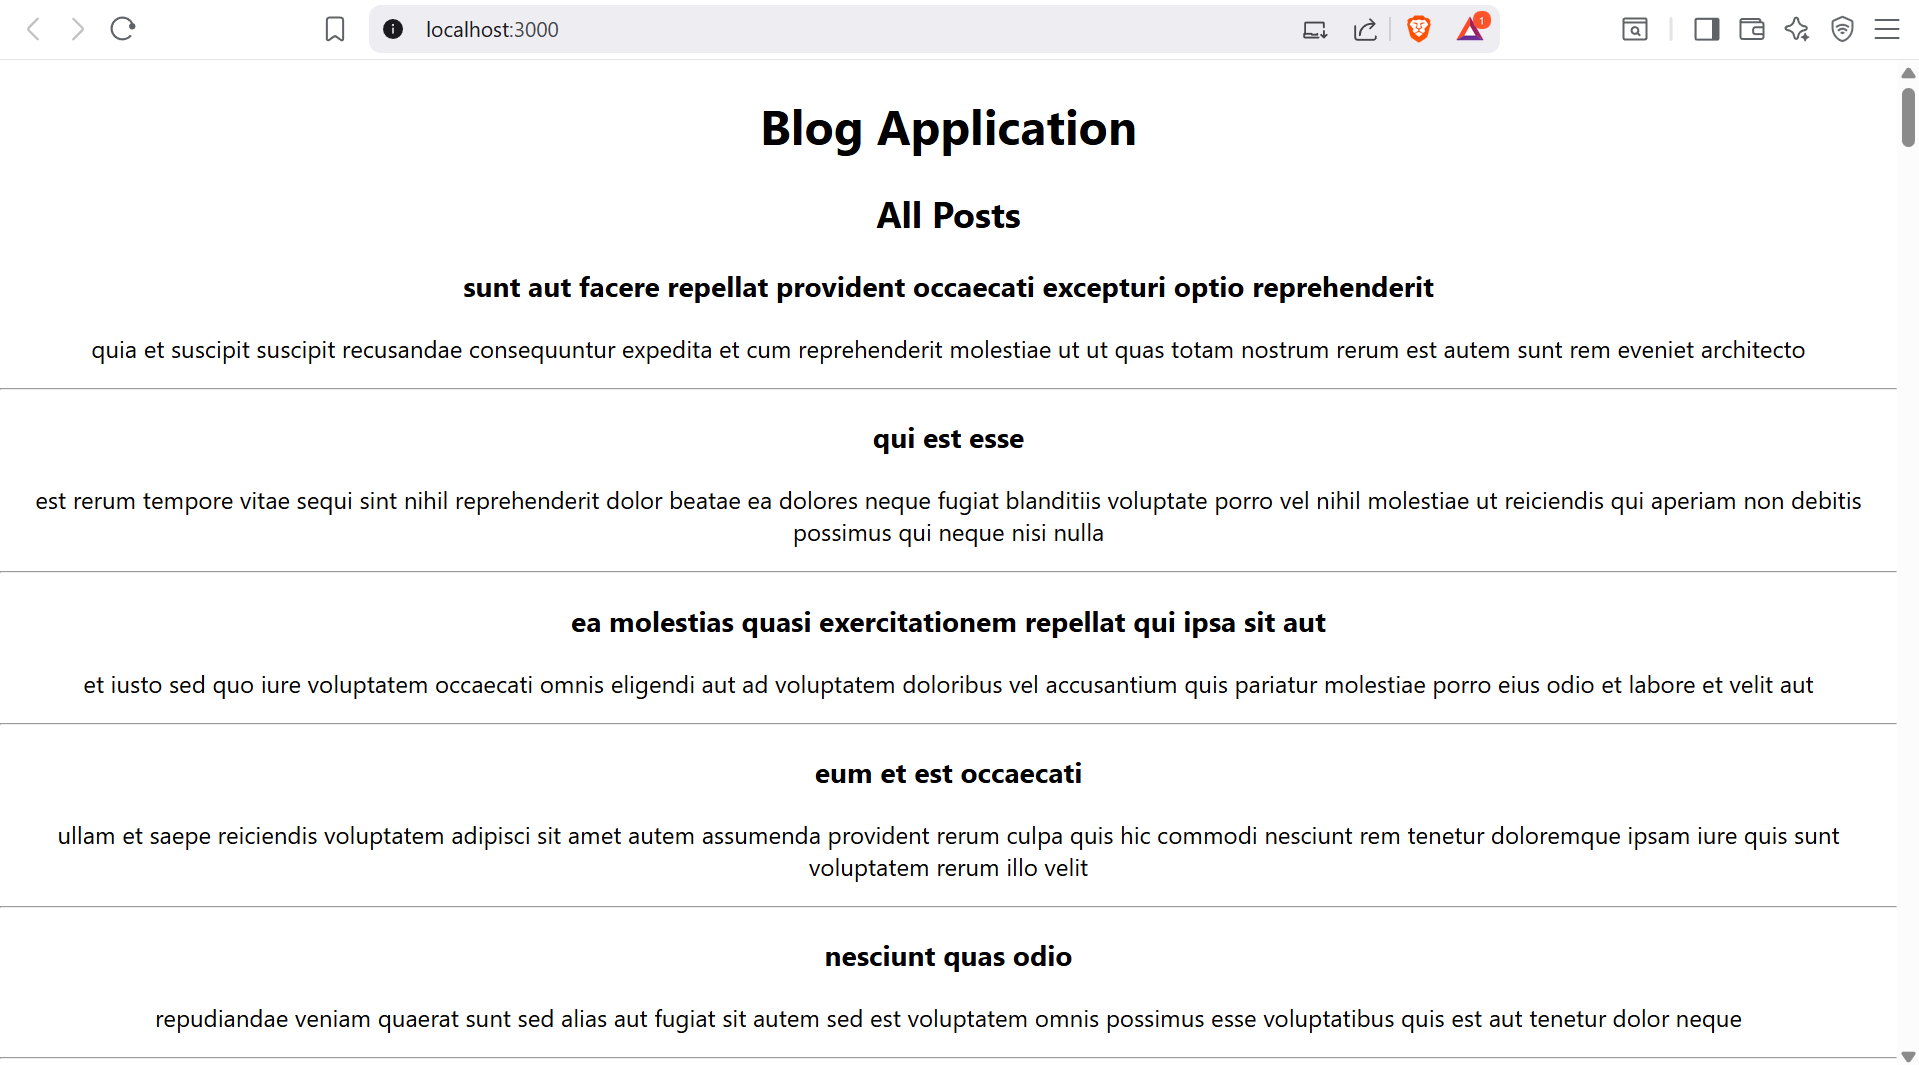 localhost:3000
1
Blog Application
All Posts
sunt aut facere repellat provident occaecati excepturi optio reprehenderit
quia et suscipit suscipit recusandae consequuntur expedita et cum reprehenderit molestiae ut ut quas totam nostrum rerum est autem sunt rem eveniet architecto
qui est esse
est rerum tempore vitae sequi sint nihil reprehenderit dolor beatae ea dolores neque fugiat blanditiis voluptate porro vel nihil molestiae ut reiciendis qui aperiam non debitis
possimus qui neque nisi nulla
ea molestias quasi exercitationem repellat qui ipsa sit aut
et iusto sed quo iure voluptatem occaecati omnis eligendi aut ad voluptatem doloribus vel accusantium quis pariatur molestiae porro eius odio et labore et velit aut
eum et est occaecati
ullam et saepe reiciendis voluptatem adipisci sit amet autem assumenda provident rerum culpa quis hic commodi nesciunt rem tenetur doloremque ipsam iure quis sunt
voluptatem rerum illo velit
nesciunt quas odio
repudiandae veniam quaerat sunt sed alias aut fugiat sit autem sed est voluptatem omnis possimus esse voluptatibus quis est aut tenetur dolor neque